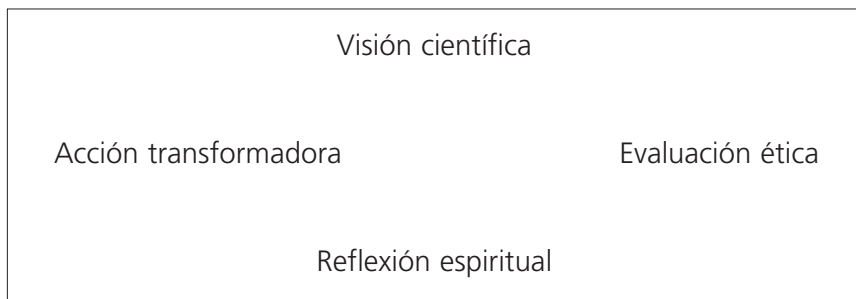 Visión científica
Acción transformadora
Evaluación ética
Reflexión espiritual